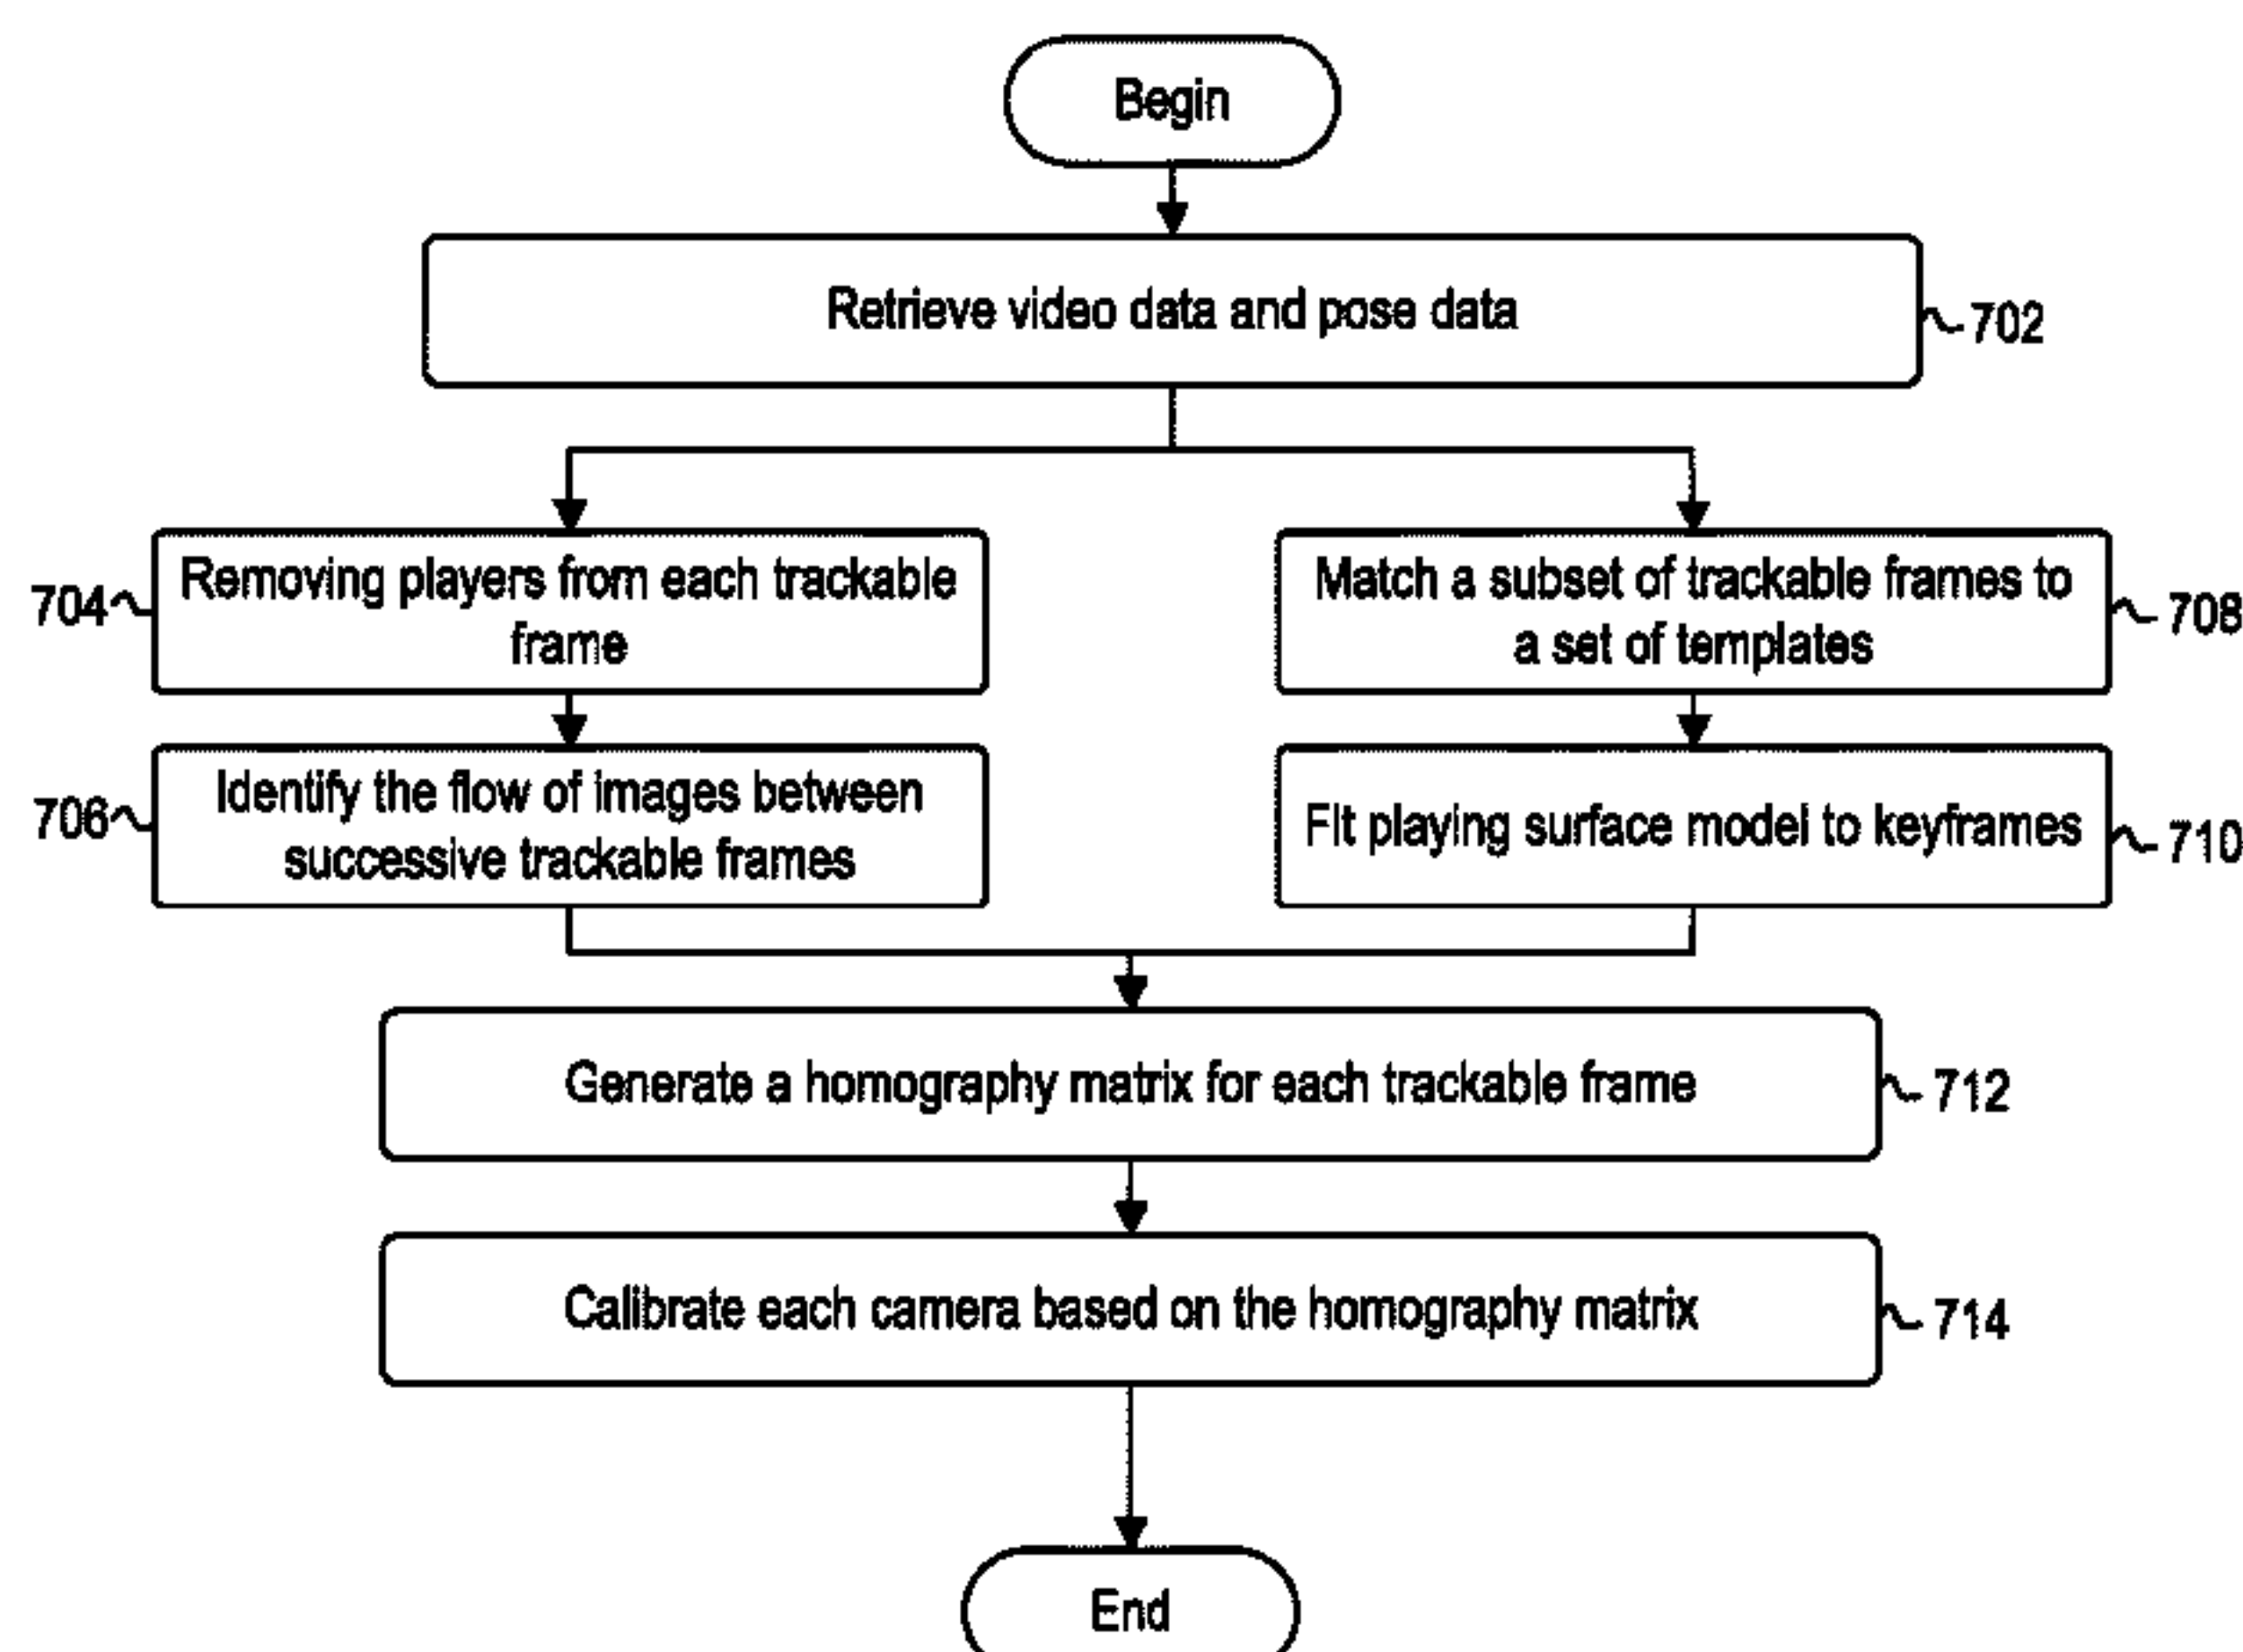 Begin
Retrieve video data and pose data
702
Removing players from each trackable
frame
704
Match a subset of trackable frames to
a set of templates
708
Identify the flow of images between
successive trackable frames
706
Fit playing surface model to keyframes
710
Generate a homography matrix for each trackable frame
712
Calibrate each camera based on the homography matrix
714
End